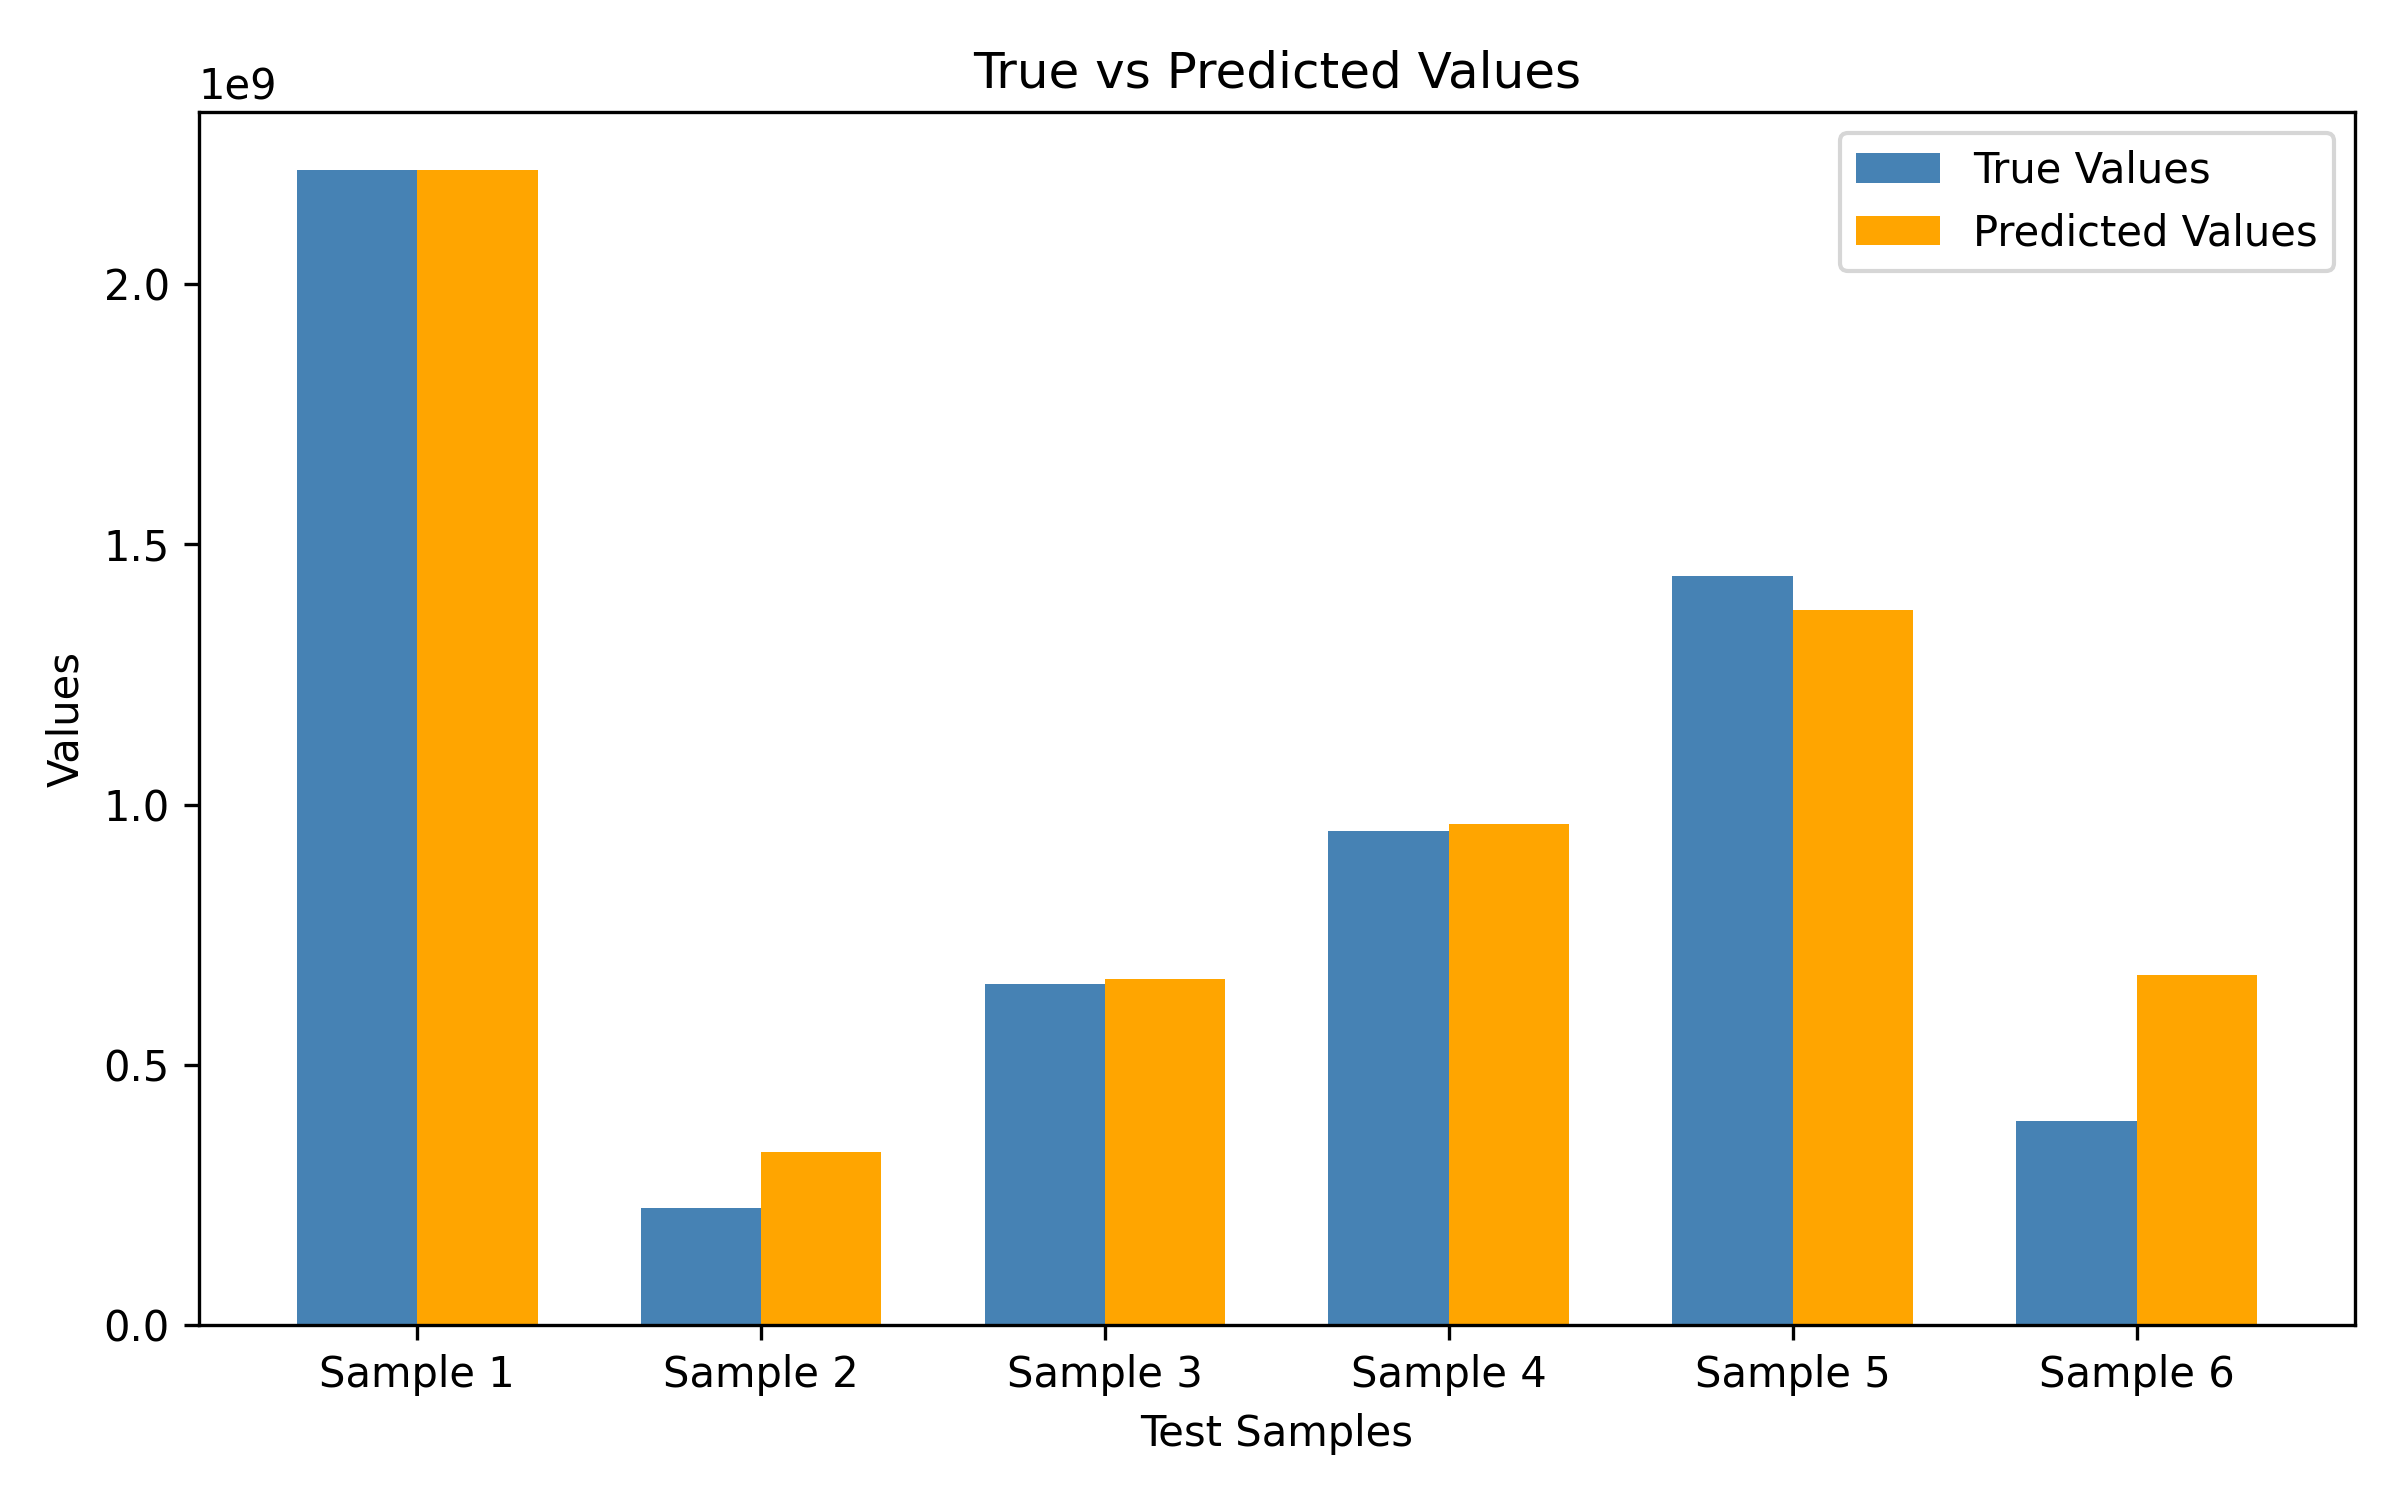 True vs Predicted Values
1e9
True Values
Predicted Values
2.0
1.5
1.0
0.5
0.0
Values
Sample 1 Sample 2 Sample 3 Sample 4 Sample 5 Sample 6
Test Samples